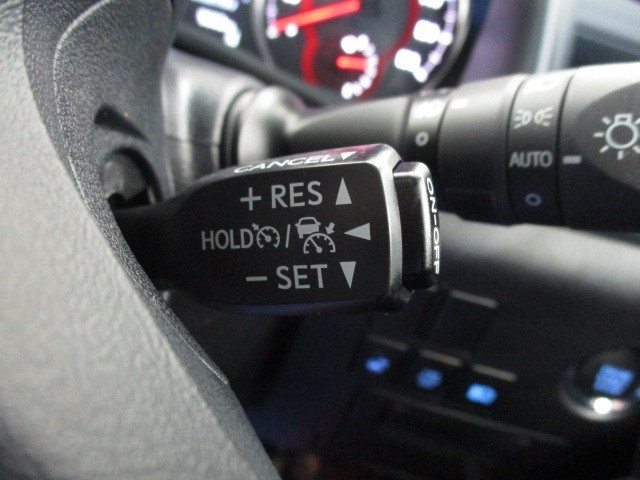 CANCEL ▼
+ RES ▲
HOLD / ◀
− SET ▼
ON-OFF
AUTO